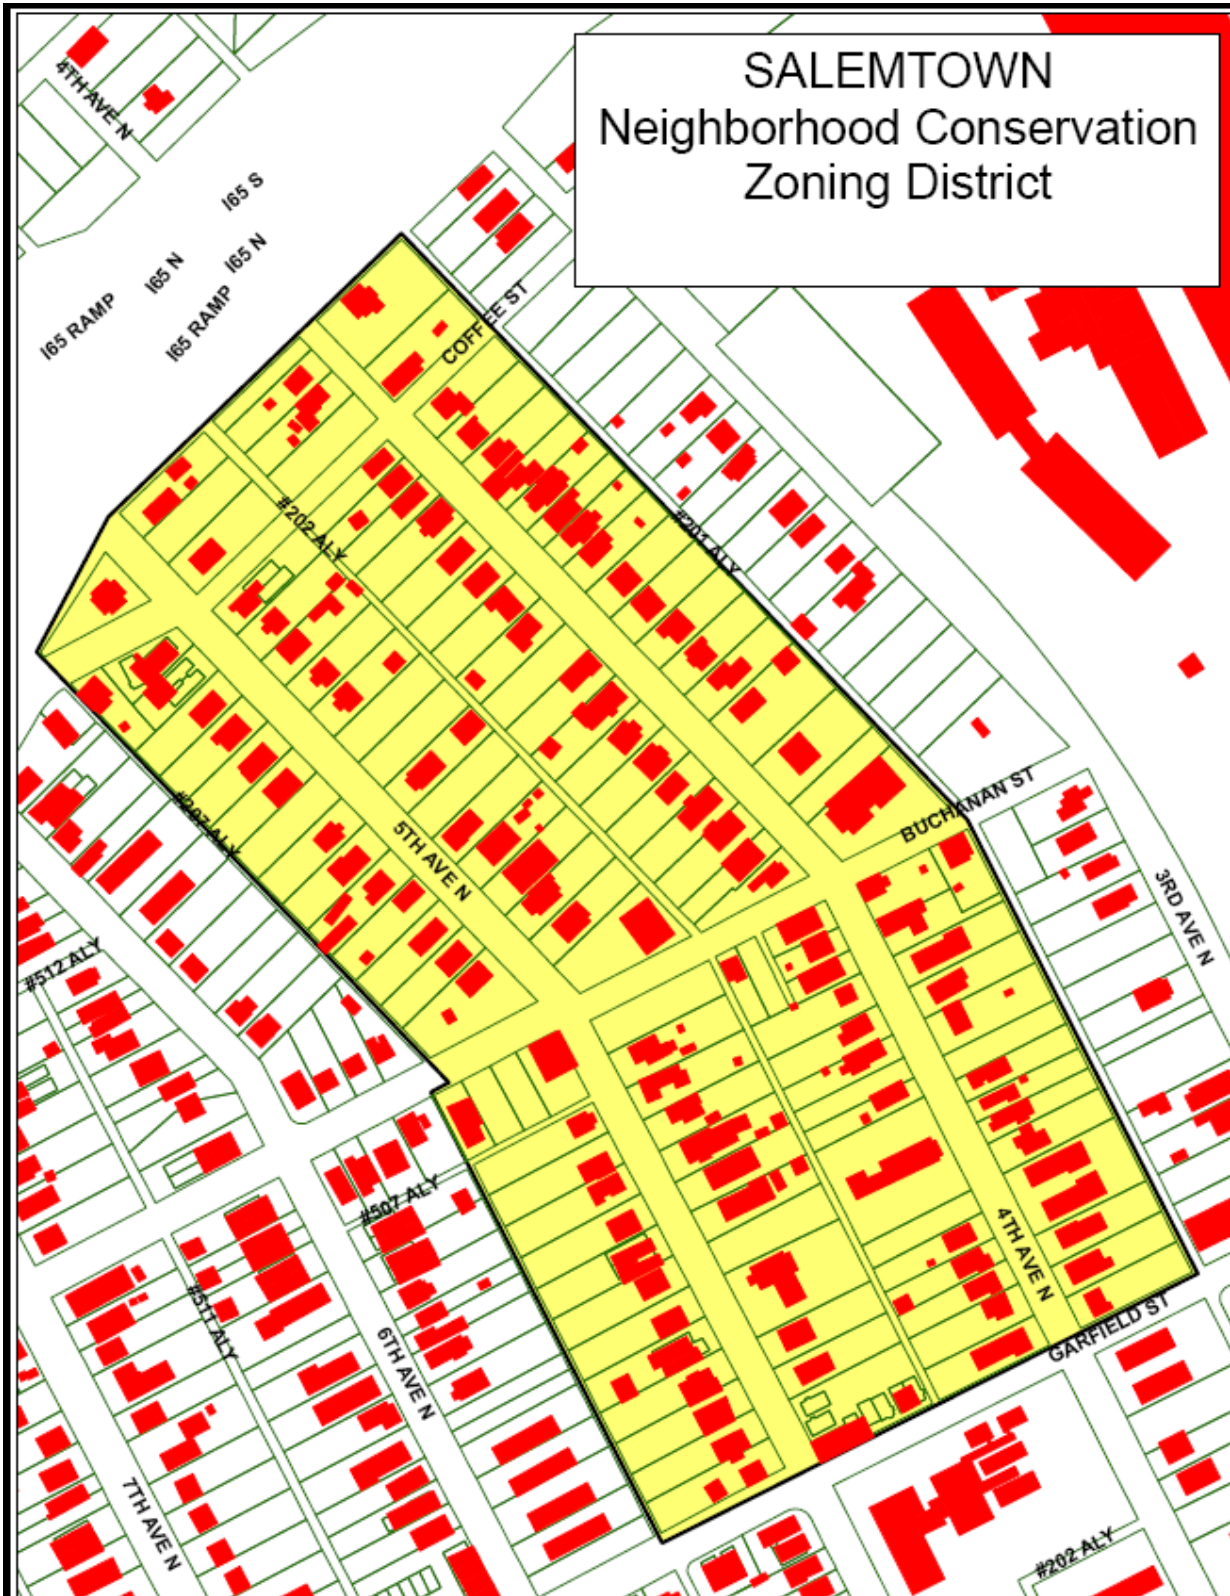 SALEMTOWN
Neighborhood Conservation
Zoning District
4TH AVE N
I65 S
I65 N
I65 N
I65 RAMP
I65 RAMP
COFFEE ST
#202 ALY
#201 ALY
#207 ALY
5TH AVE N
BUCHANAN ST
3RD AVE N
#512 ALY
#507 ALY
4TH AVE N
#511 ALY
6TH AVE N
GARFIELD ST
7TH AVE N
#202 ALY